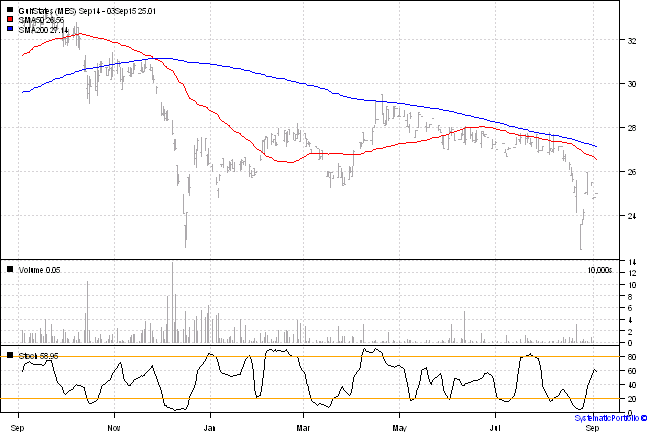 GulfStates (MES) Sep14 - 03Sep15 25.01
SMA50 26.56
SMA200 27.14
32
30
28
26
24
Volume 0.05
10,000s
14
12
10
8
6
4
2
0
Stoch 58.95
80
60
40
20
0
Sep Nov Jan Mar May Jul Sep
SystematicPortfolio ©